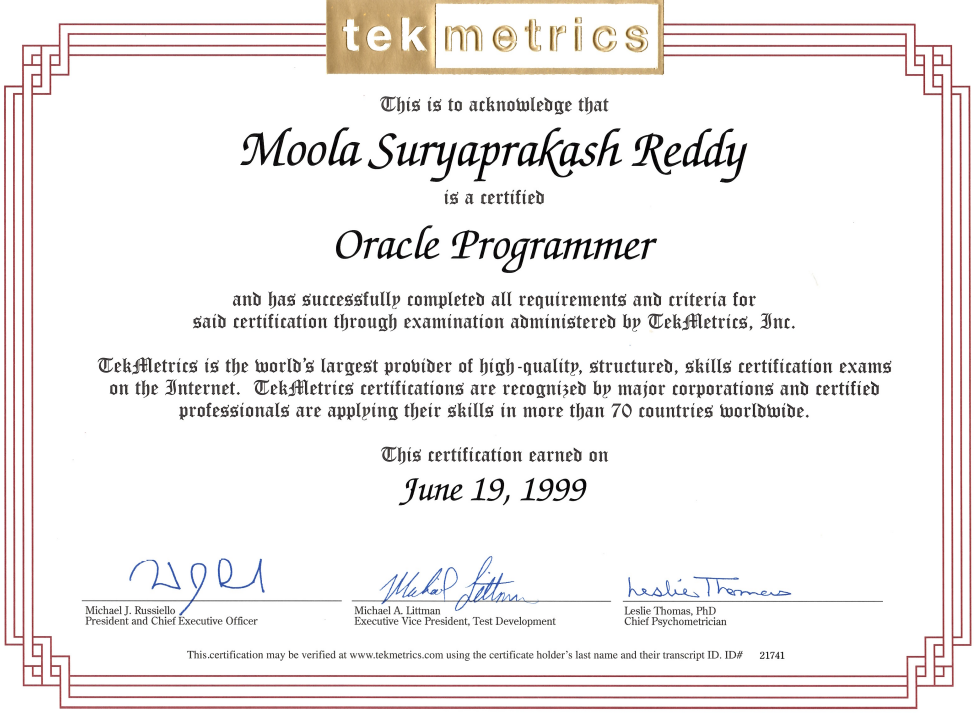 tek metrics
This is to acknowledge that
Moola Suryaprakash Reddy
is a certified
Oracle Programmer
and has successfully completed all requirements and criteria for
said certification through examination administered by TekMetrics, Inc.
TekMetrics is the world's largest provider of high-quality, structured, skills certification exams
on the Internet. TekMetrics certifications are recognized by major corporations and certified
professionals are applying their skills in more than 70 countries worldwide.
This certification earned on
June 19, 1999
Michael Littman
Leslie Thomas
Michael J. Russiello
President and Chief Executive Officer
Michael A. Littman
Executive Vice President, Test Development
Leslie Thomas, PhD
Chief Psychometrician
This certification may be verified at www.tekmetrics.com using the certificate holder's last name and their transcript ID. ID# 21741